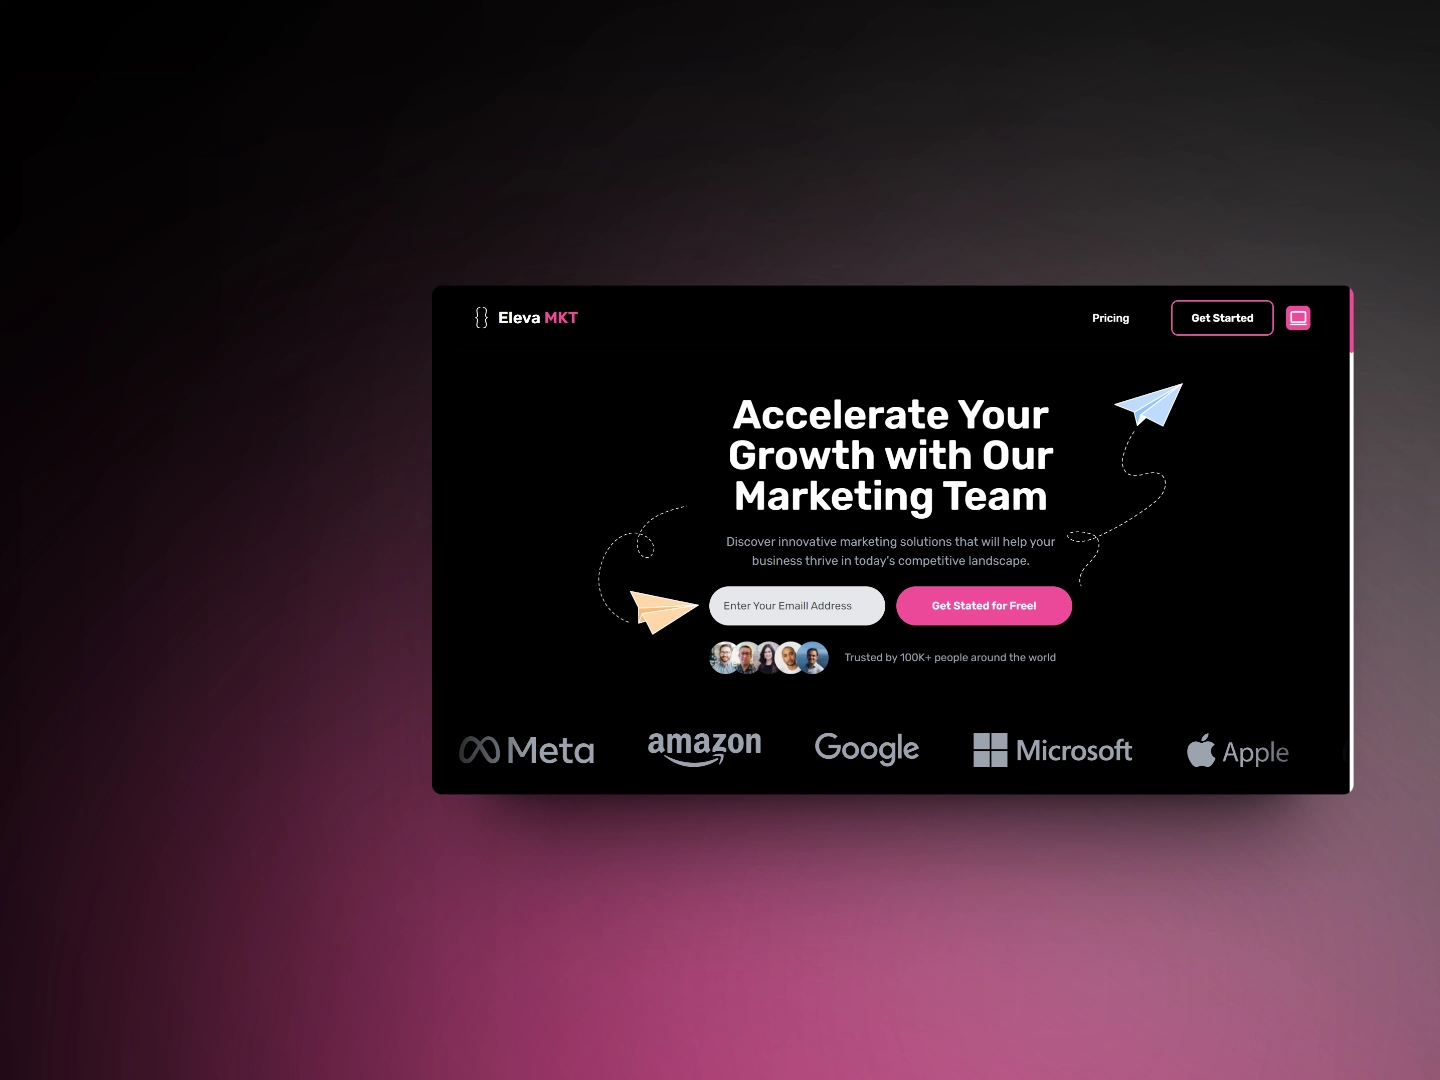 Eleva MKT
Pricing
Get Started
Accelerate Your
Growth with Our
Marketing Team
Discover innovative marketing solutions that will help your
business thrive in today's competitive landscape.
Enter Your Emaill Address
Get Stated for Free!
Trusted by 100K+ people around the world
Meta
amazon
Google
Microsoft
Apple